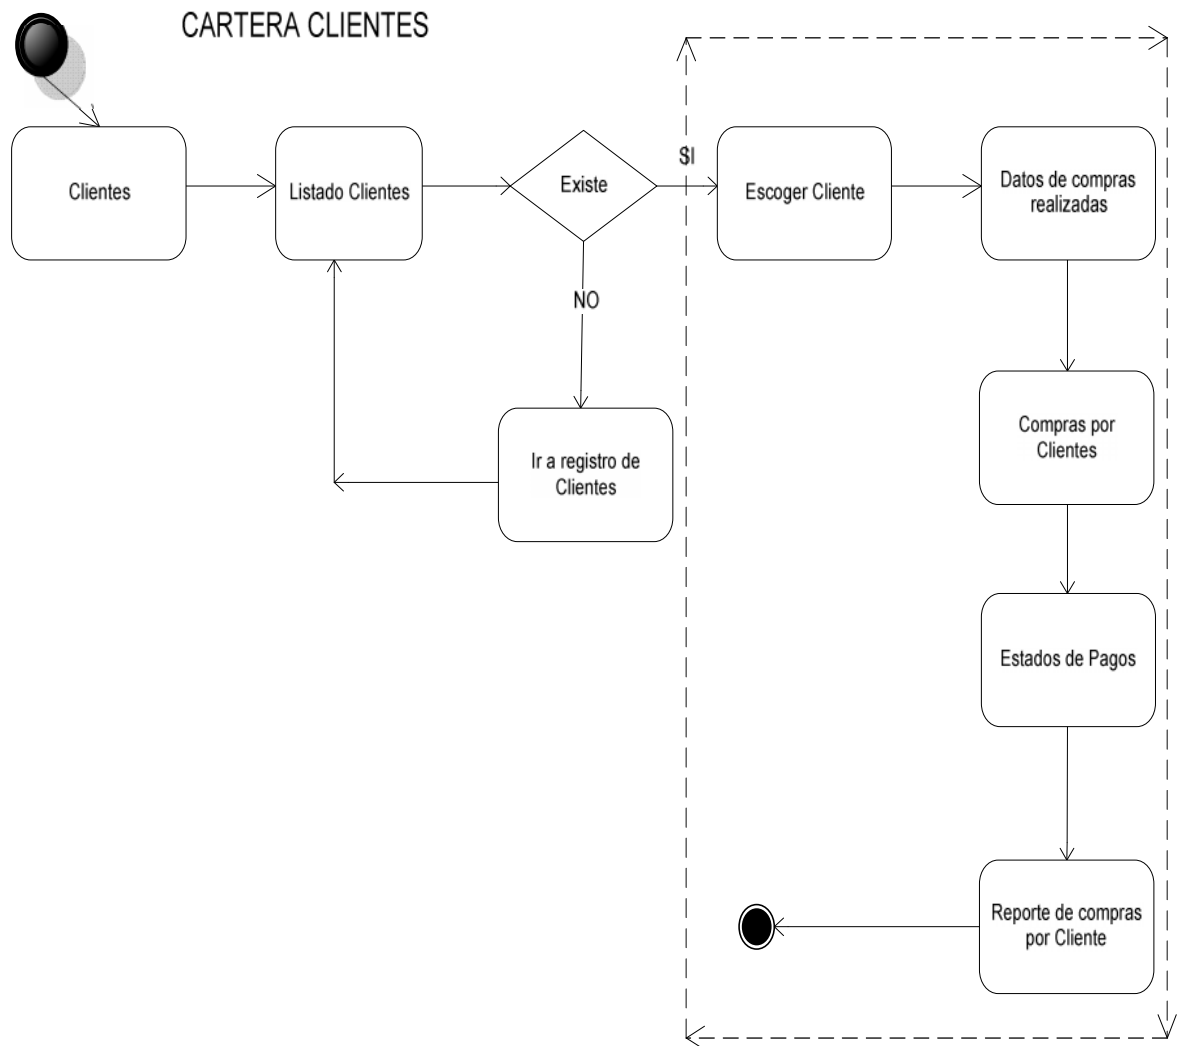 CARTERA CLIENTES
Clientes
Listado Clientes
Existe
SI
Escoger Cliente
Datos de compras
realizadas
NO
Ir a registro de
Clientes
Compras por
Clientes
Estados de Pagos
Reporte de compras
por Cliente